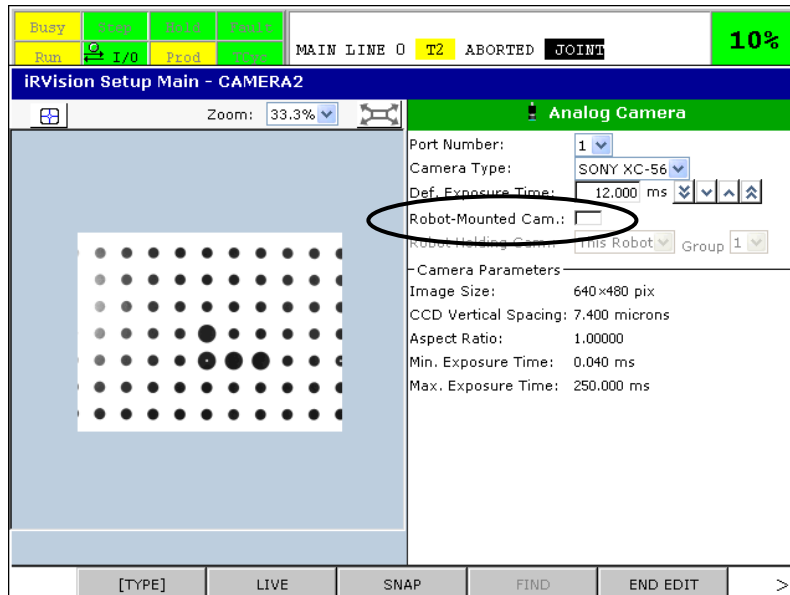 Busy Step Hold Fault
Run I/O Prod TCyc
MAIN LINE 0 T2 ABORTED JOINT
10%
iRVision Setup Main - CAMERA2
Zoom: 33.3%
Analog Camera
Port Number: 1
Camera Type: SONY XC-56
Def. Exposure Time: 12.000 ms
Robot-Mounted Cam.:
Robot Holding Cam.: This Robot Group 1
Camera Parameters
Image Size: 640×480 pix
CCD Vertical Spacing: 7.400 microns
Aspect Ratio: 1.00000
Min. Exposure Time: 0.040 ms
Max. Exposure Time: 250.000 ms
[TYPE] LIVE SNAP FIND END EDIT >